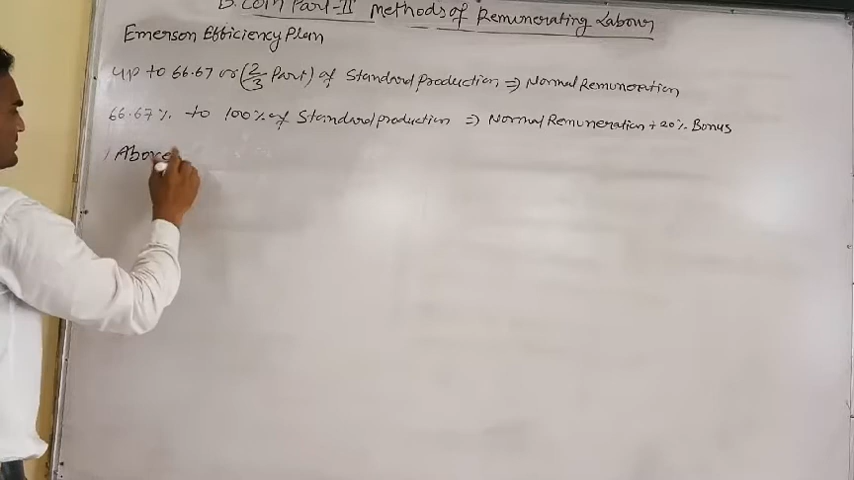 B.Com Part-II Methods of Remunerating Labour
Emerson Efficiency Plan
Up to 66.67 or (2/3 Part) of Standard Production ⇒ Normal Remuneration
66.67% to 100% of Standard production ⇒ Normal Remuneration + 20% Bonus
Above